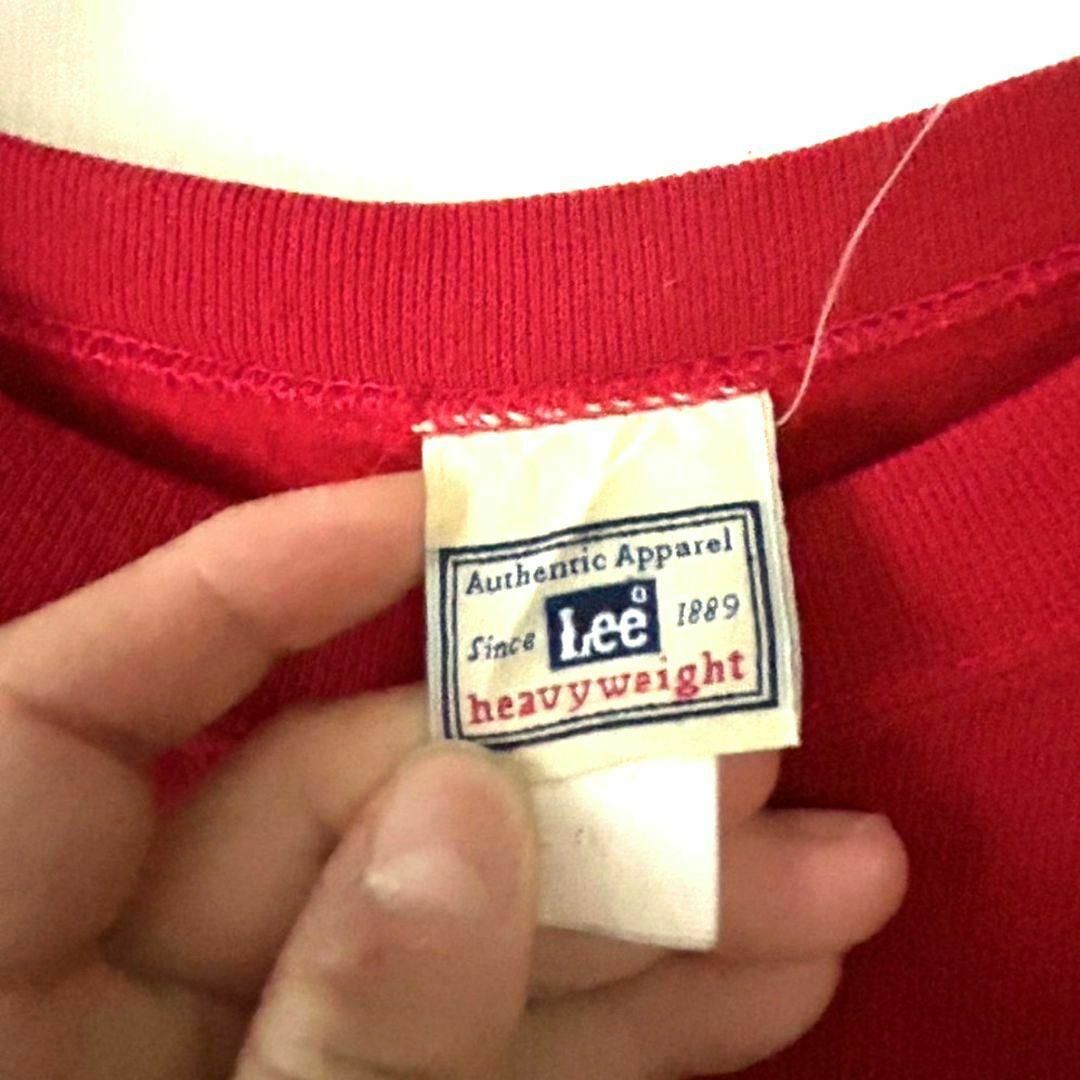 Authentic Apparel
Since Lee® 1889
heavyweight